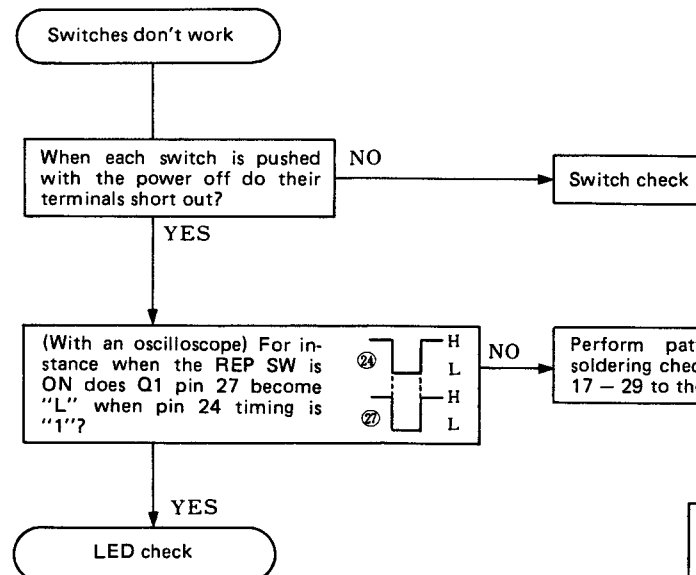 Switches don't work
When each switch is pushed
with the power off do their
terminals short out?
NO
Switch check
YES
(With an oscilloscope) For in-
stance when the REP SW is
ON does Q1 pin 27 become
"L" when pin 24 timing is
"1"?
㉔
H
L
㉗
H
L
NO
Perform
soldering
17 – 29 to
YES
LED check